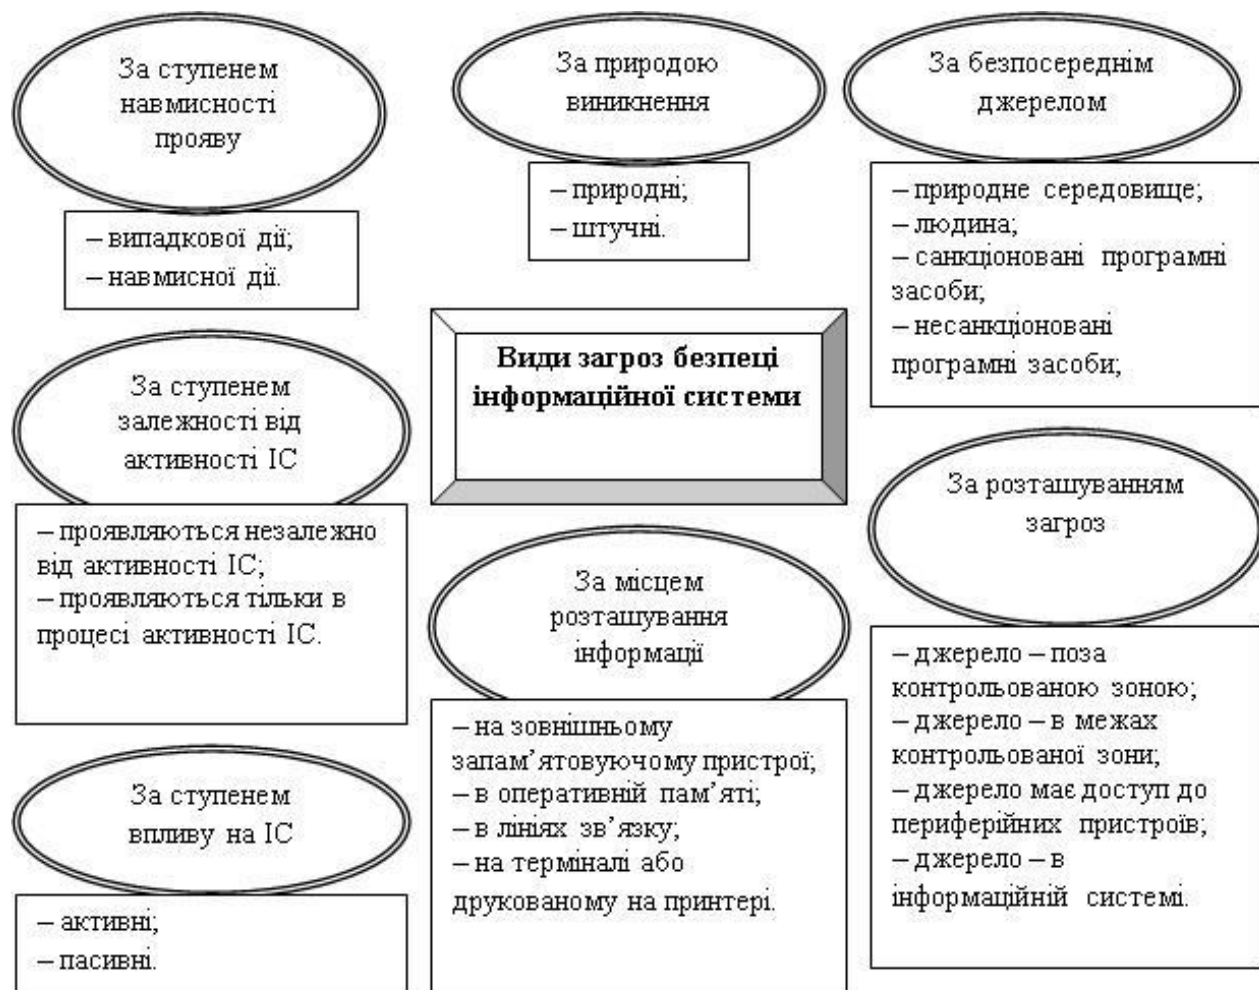 За ступенем
навмисності
прояву
– випадкової дії;
– навмисної дії.
За природою
виникнення
– природні;
– штучні.
За безпосереднім
джерелом
– природне середовище;
– людина;
– санкціоновані програмні
засоби;
– несанкціоновані
програмні засоби;
Види загроз безпеці
інформаційної системи
За ступенем
залежності від
активності ІС
– проявляються незалежно
від активності ІС;
– проявляються тільки в
процесі активності ІС.
За місцем
розташування
інформації
– на зовнішньому
запам’ятовуючому пристрої;
– в оперативній пам’яті;
– в лініях зв’язку;
– на терміналі або
друкованому на принтері.
За розташуванням
загроз
– джерело – поза
контрольованою зоною;
– джерело – в межах
контрольованої зони;
– джерело має доступ до
периферійних пристроїв;
– джерело – в
інформаційній системі.
За ступенем
впливу на ІС
– активні;
– пасивні.